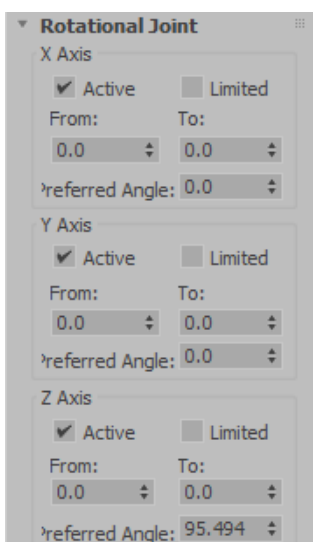 Rotational Joint
X Axis
Active Limited
From: To:
0.0 0.0
Preferred Angle: 0.0
Y Axis
Active Limited
From: To:
0.0 0.0
Preferred Angle: 0.0
Z Axis
Active Limited
From: To:
0.0 0.0
Preferred Angle: 95.494